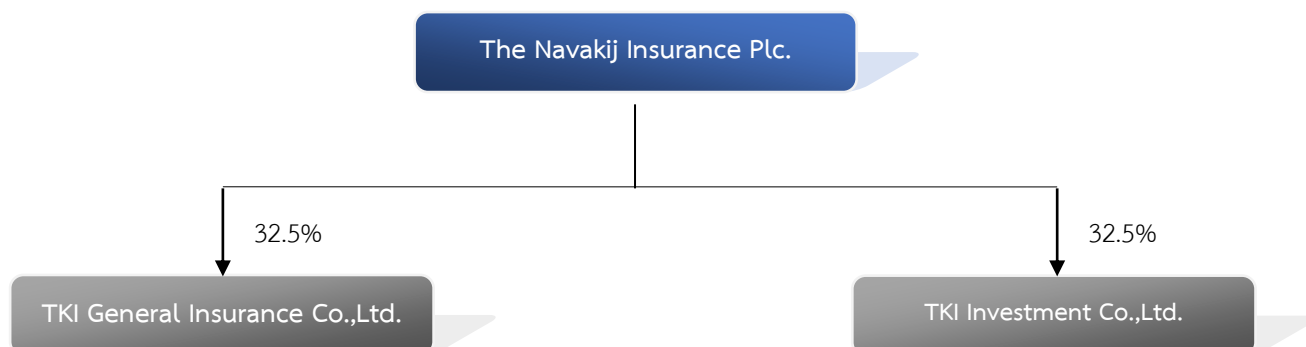 The Navakij Insurance Plc.
32.5%
32.5%
TKI General Insurance Co.,Ltd.
TKI Investment Co.,Ltd.